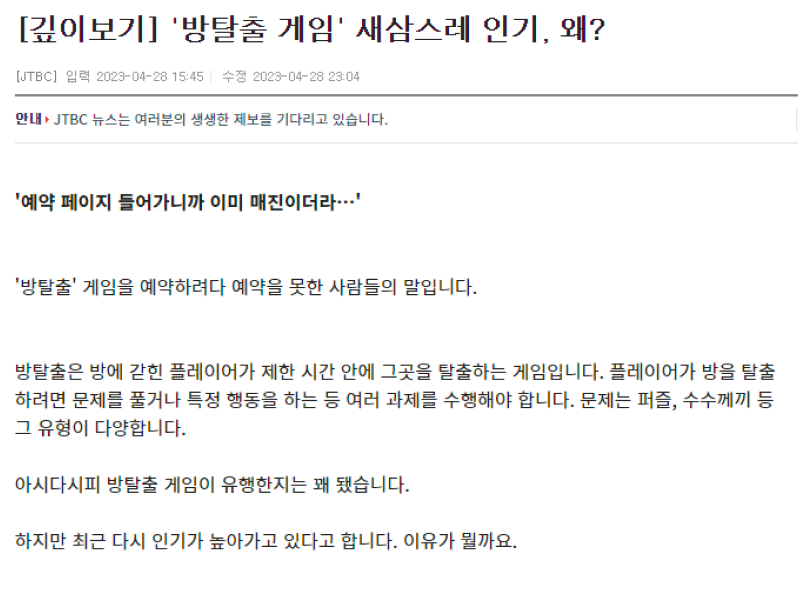 [깊이보기] '방탈출 게임' 새삼스레 인기, 왜?
[JTBC] 입력 2023-04-28 15:45 | 수정 2023-04-28 23:04
안내 JTBC 뉴스는 여러분의 생생한 제보를 기다리고 있습니다.
'예약 페이지 들어가니까 이미 매진이더라…'
'방탈출' 게임을 예약하려다 예약을 못한 사람들의 말입니다.
방탈출은 방에 갇힌 플레이어가 제한 시간 안에 그곳을 탈출하는 게임입니다. 플레이어가 방을 탈출
하려면 문제를 풀거나 특정 행동을 하는 등 여러 과제를 수행해야 합니다. 문제는 퍼즐, 수수께끼 등
그 유형이 다양합니다.
아시다시피 방탈출 게임이 유행한지는 꽤 됐습니다.
하지만 최근 다시 인기가 높아가고 있다고 합니다. 이유가 뭘까요.